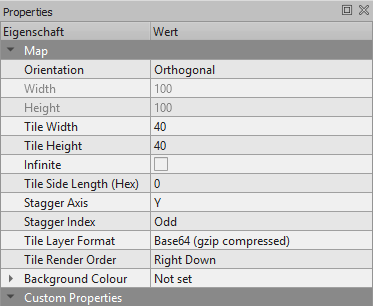 Properties
Eigenschaft Wert
Map
Orientation Orthogonal
Width 100
Height 100
Tile Width 40
Tile Height 40
Infinite
Tile Side Length (Hex) 0
Stagger Axis Y
Stagger Index Odd
Tile Layer Format Base64 (gzip compressed)
Tile Render Order Right Down
Background Colour Not set
Custom Properties